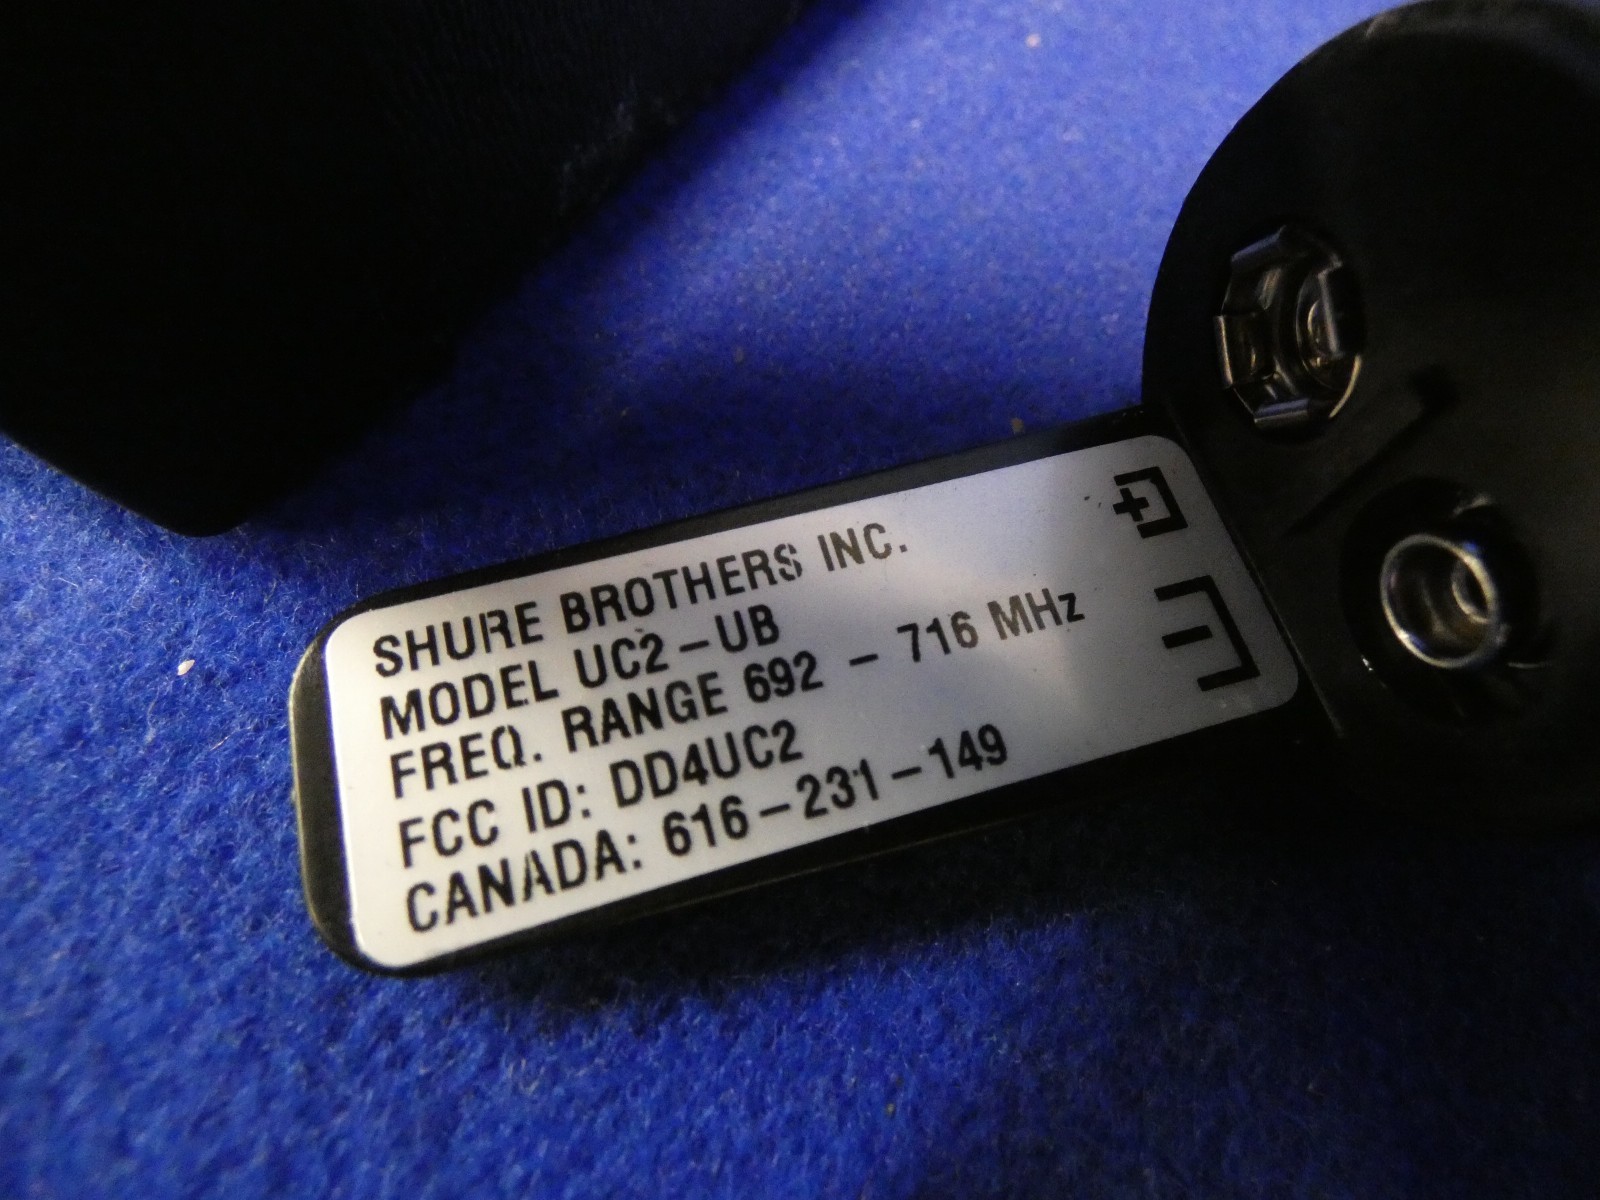 SHURE BROTHERS INC.
MODEL UC2-UB
FREQ. RANGE 692 - 716 MHz
FCC ID: DD4UC2
CANADA: 616-231-149